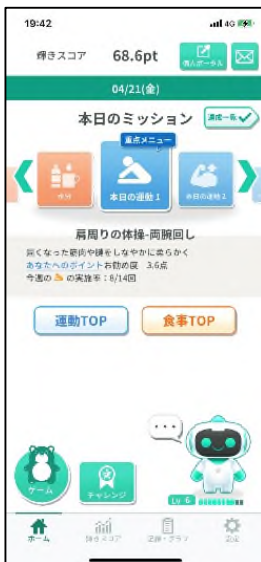 19:42
4G
輝きスコア 68.6pt
個人ポータル
04/21(金)
本日のミッション
達成一覧
重点メニュー
水分
本日の運動1
本日の運動2
肩周りの体操-両腕回し
固くなった筋肉や腱をしなやかに柔らかく
あなたへのポイントお勧め度 3.6点
今週の の実施率:8/14回
運動TOP
食事TOP
...
ゲーム
チャレンジ
Lv 6
ホーム
輝きスコア
記録・グラフ
設定